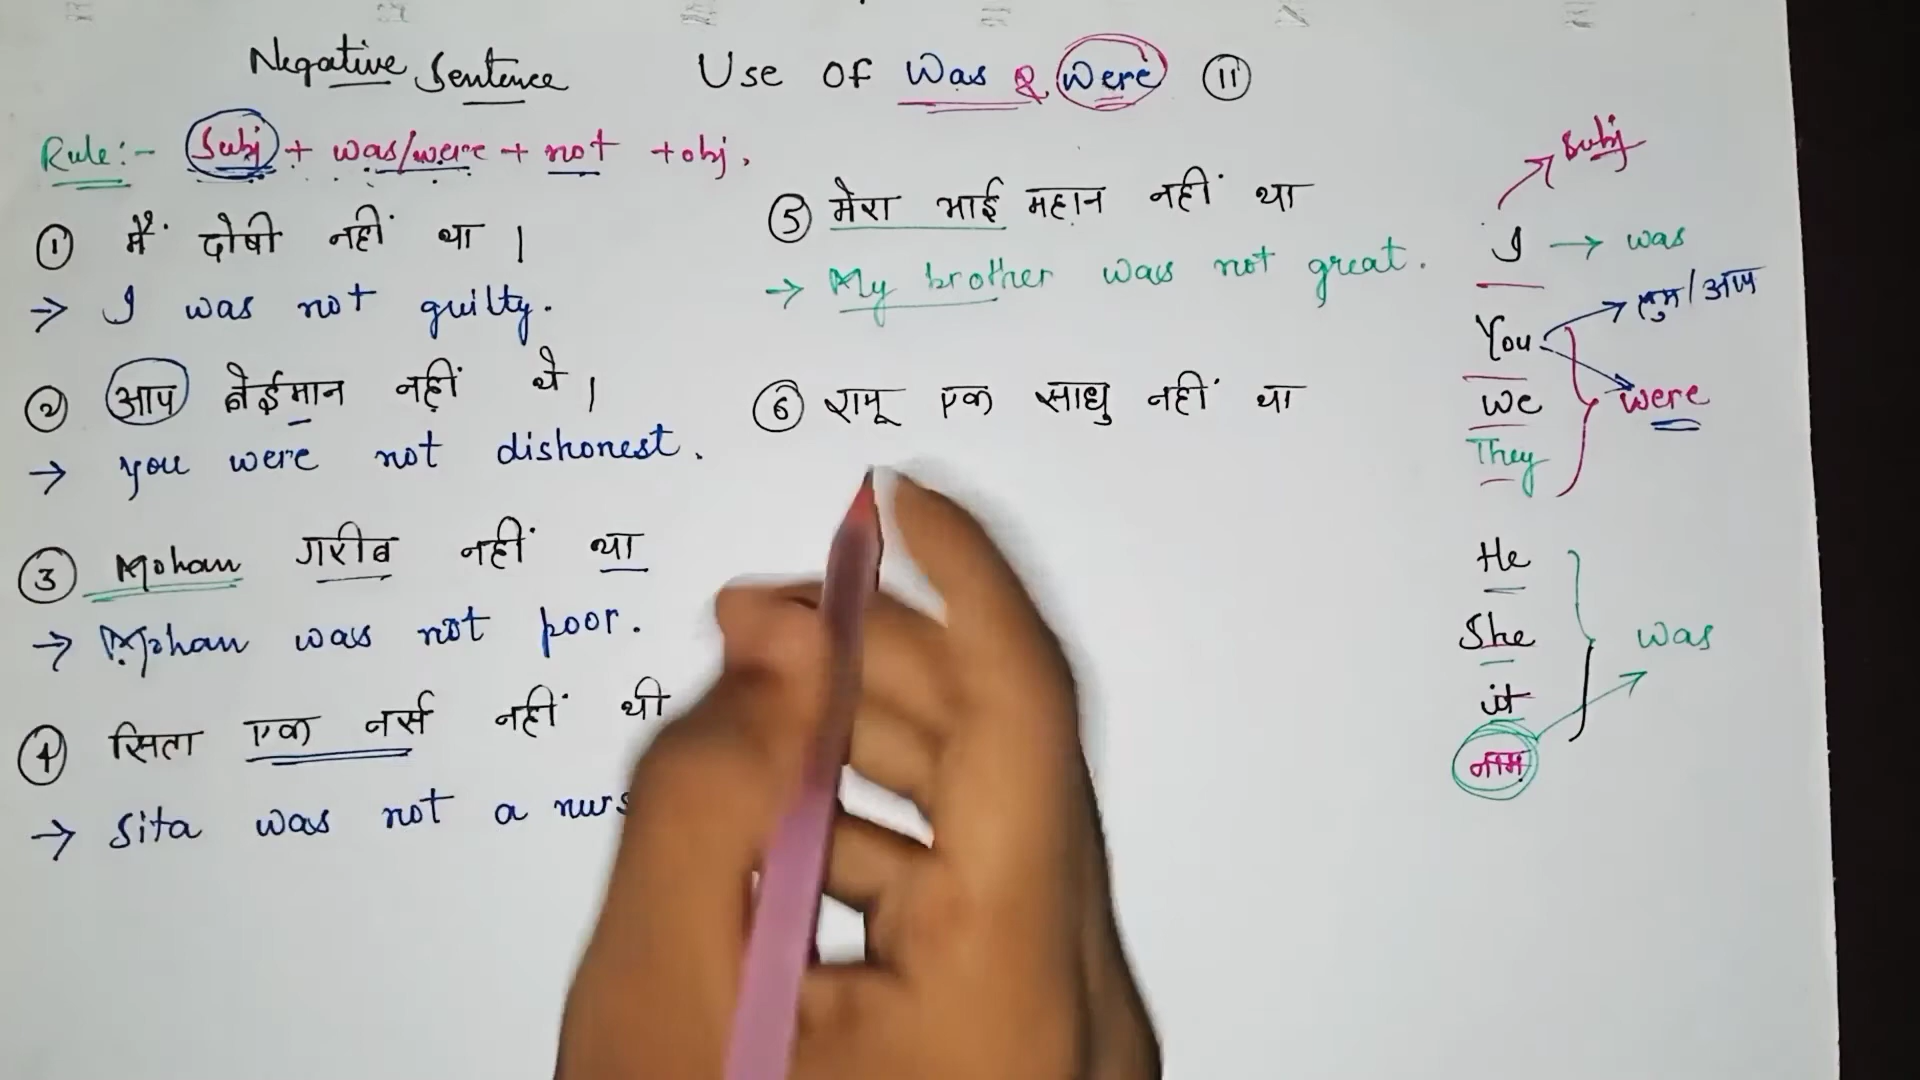 Negative Sentence
Use OF Was & Were 11
Rule:- Subj + was/were + not + obj.
① मैं दोषी नहीं था।
→ I was not guilty.
② आप बेईमान नहीं थे।
→ you were not dishonest.
③ Mohan गरीब नहीं था
→ Mohan was not poor.
④ सिता एक नर्स नहीं थी
→ Sita was not a nurs
⑤ मेरा भाई महान नहीं था
→ My brother was not great.
⑥ रामू एक साधु नहीं था
Subj
I → was
You तुम/आप
We were
They
He
She was
it
नाम